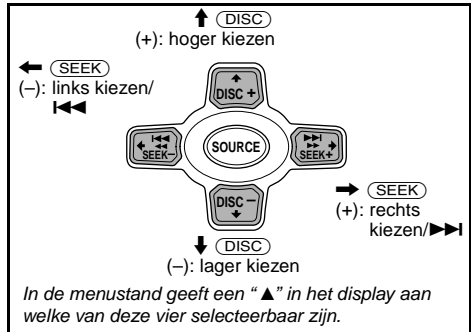 ↑ (DISC)
(+): hoger kiezen
← (SEEK)
(–): links kiezen/
⏮
DISC +
SEEK–
SOURCE
SEEK+
DISC –
→ (SEEK)
(+): rechts
kiezen/⏭
↓ (DISC)
(–): lager kiezen
In de menustand geeft een “▲” in het display aan
welke van deze vier selecteerbaar zijn.